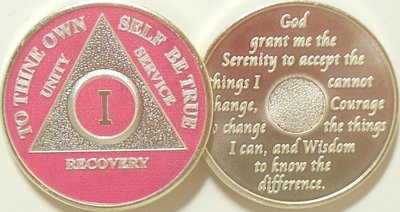 TO THINE OWN SELF BE TRUE
UNITY
SERVICE
I
RECOVERY
God
grant me the
Serenity to accept the
things I cannot
change, Courage
to change the things
I can, and Wisdom
to know the
difference.